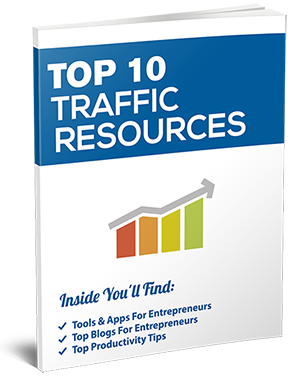 TOP 10
TRAFFIC
RESOURCES
Inside You'll Find:
Tools & Apps For Entrepreneurs
Top Blogs For Entrepreneurs
Top Productivity Tips